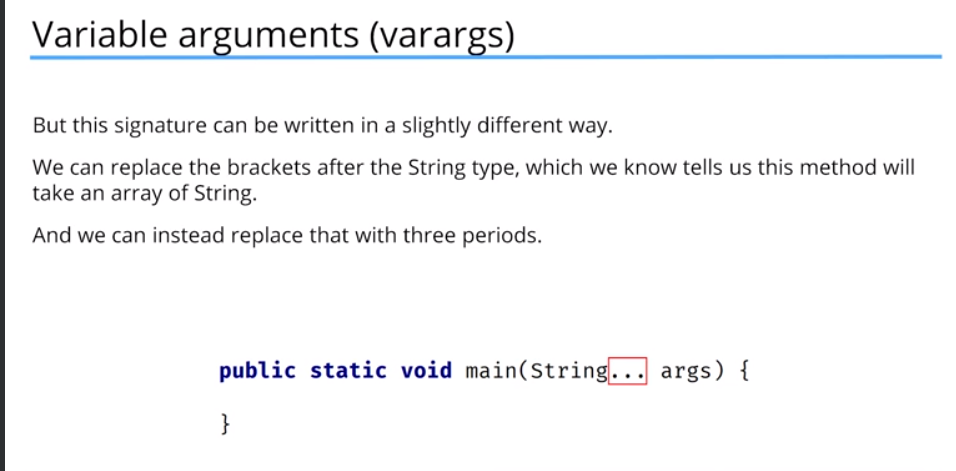 Variable arguments (varargs)
But this signature can be written in a slightly different way.
We can replace the brackets after the String type, which we know tells us this method will
take an array of String.
And we can instead replace that with three periods.
public static void main(String... args) {
}